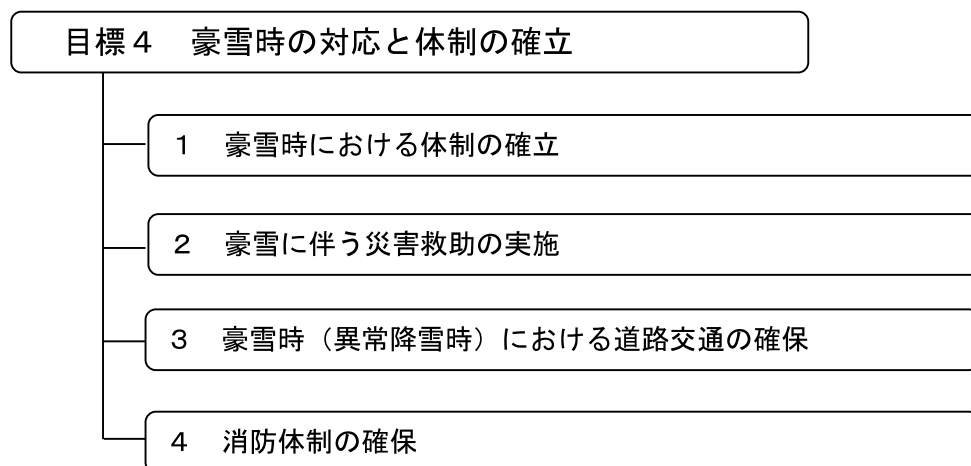 目標４　豪雪時の対応と体制の確立
１　豪雪時における体制の確立
２　豪雪に伴う災害救助の実施
３　豪雪時（異常降雪時）における道路交通の確保
４　消防体制の確保